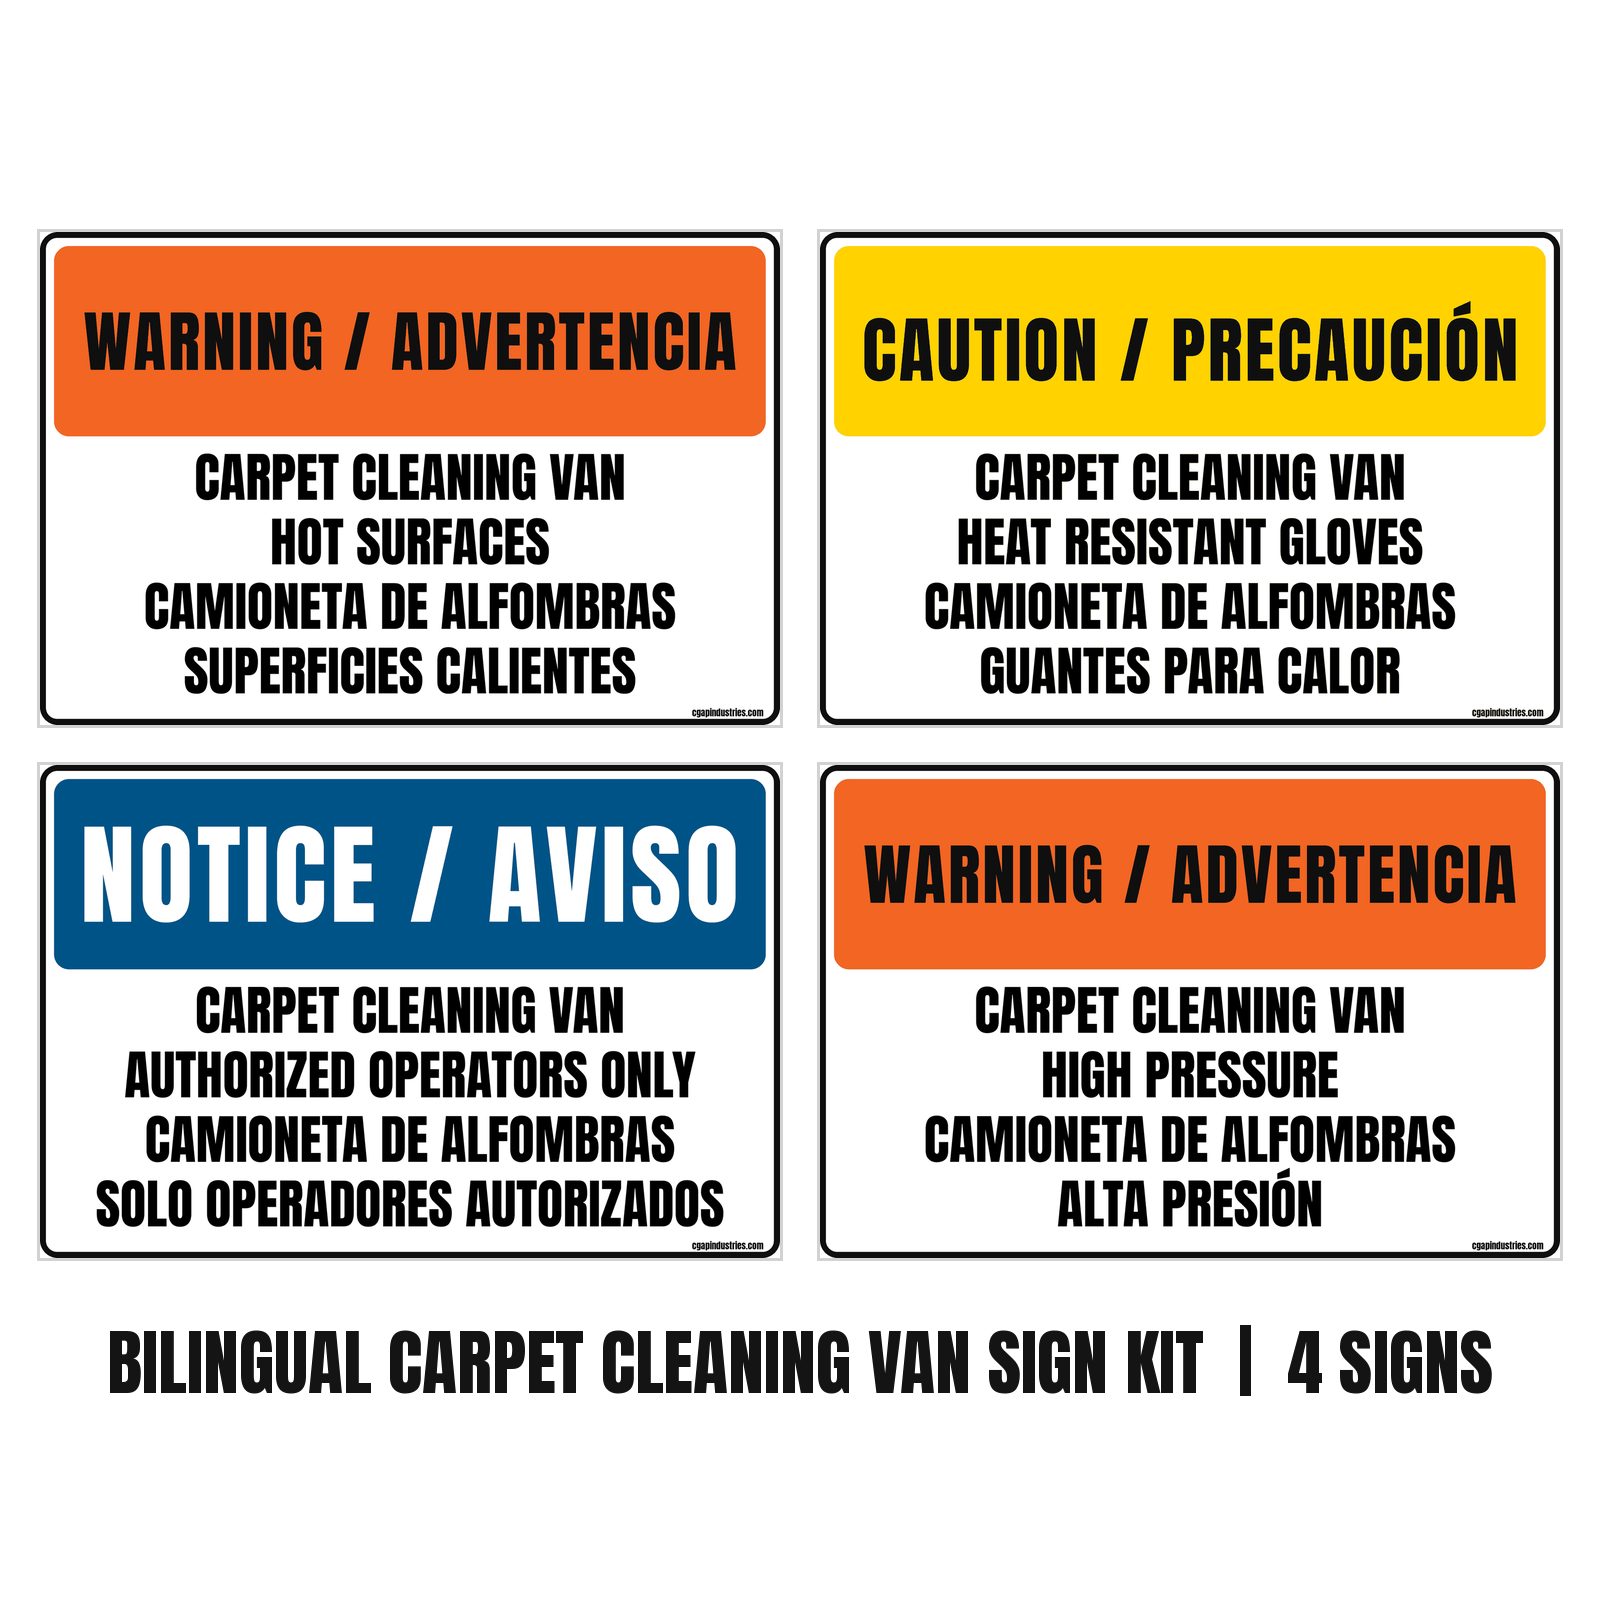 WARNING / ADVERTENCIA
CARPET CLEANING VAN
HOT SURFACES
CAMIONETA DE ALFOMBRAS
SUPERFICIES CALIENTES
cgapindustries.com
CAUTION / PRECAUCIÓN
CARPET CLEANING VAN
HEAT RESISTANT GLOVES
CAMIONETA DE ALFOMBRAS
GUANTES PARA CALOR
cgapindustries.com
NOTICE / AVISO
CARPET CLEANING VAN
AUTHORIZED OPERATORS ONLY
CAMIONETA DE ALFOMBRAS
SOLO OPERADORES AUTORIZADOS
cgapindustries.com
WARNING / ADVERTENCIA
CARPET CLEANING VAN
HIGH PRESSURE
CAMIONETA DE ALFOMBRAS
ALTA PRESIÓN
cgapindustries.com
BILINGUAL CARPET CLEANING VAN SIGN KIT | 4 SIGNS